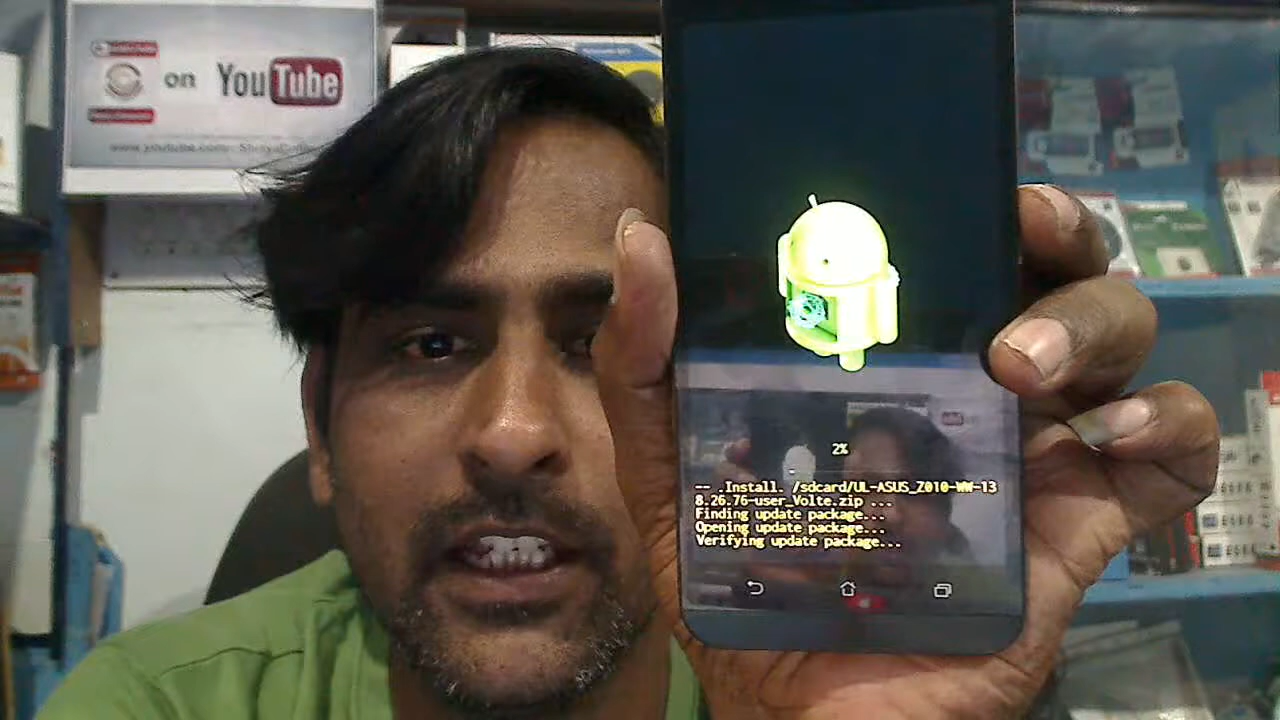 on YouTube
2%
-- .Install. /sdcard/UL-ASUS_Z010-WW-13
8.26.76-user_Volte.zip ...
Finding update package...
Opening update package...
Verifying update package...